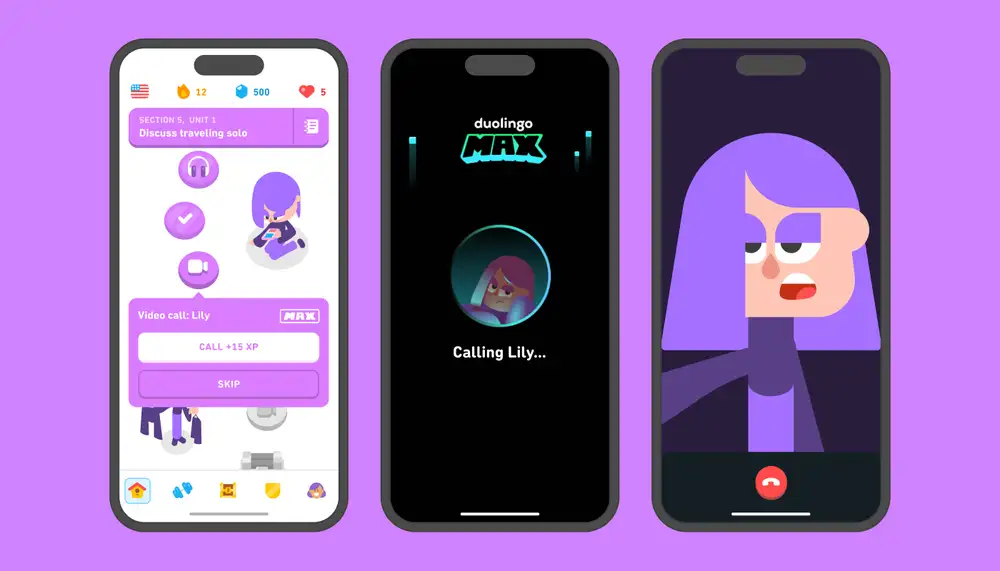 12
500
5
SECTION 5, UNIT 1
Discuss traveling solo
Video call: Lily
MAX
CALL +15 XP
SKIP
duolingo
MAX
Calling Lily...